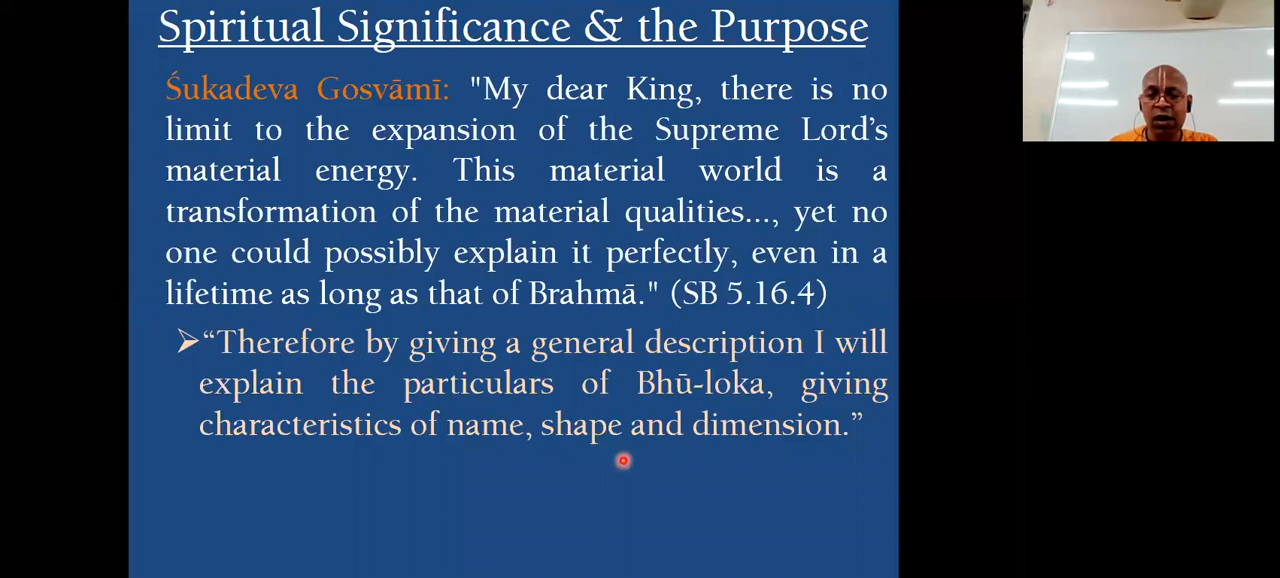 Spiritual Significance & the Purpose
Śukadeva Gosvāmī: "My dear King, there is no
limit to the expansion of the Supreme Lord’s
material energy. This material world is a
transformation of the material qualities..., yet no
one could possibly explain it perfectly, even in a
lifetime as long as that of Brahmā." (SB 5.16.4)
➢“Therefore by giving a general description I will
explain the particulars of Bhū-loka, giving
characteristics of name, shape and dimension.”